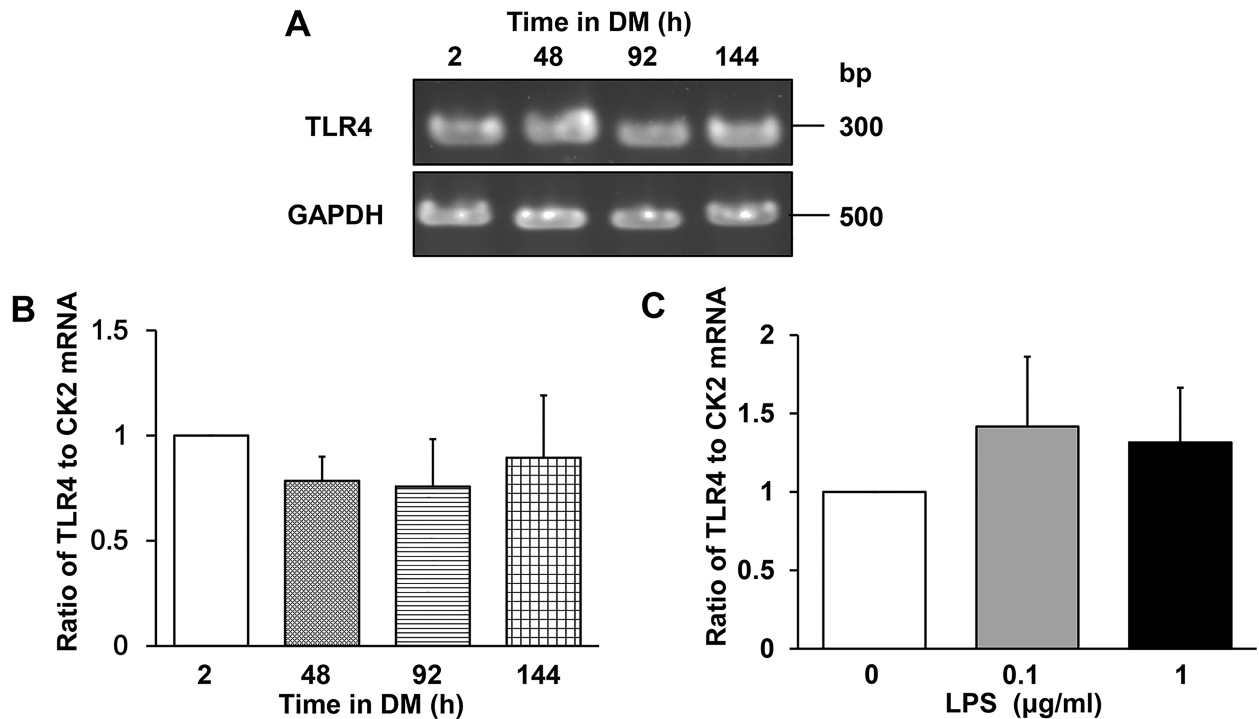 A
Time in DM (h)
2 48 92 144
bp
TLR4
300
GAPDH
500
B
Ratio of TLR4 to CK2 mRNA
1.5
1
0.5
0
2 48 92 144
Time in DM (h)
C
Ratio of TLR4 to CK2 mRNA
2
1.5
1
0.5
0
0 0.1 1
LPS (µg/ml)